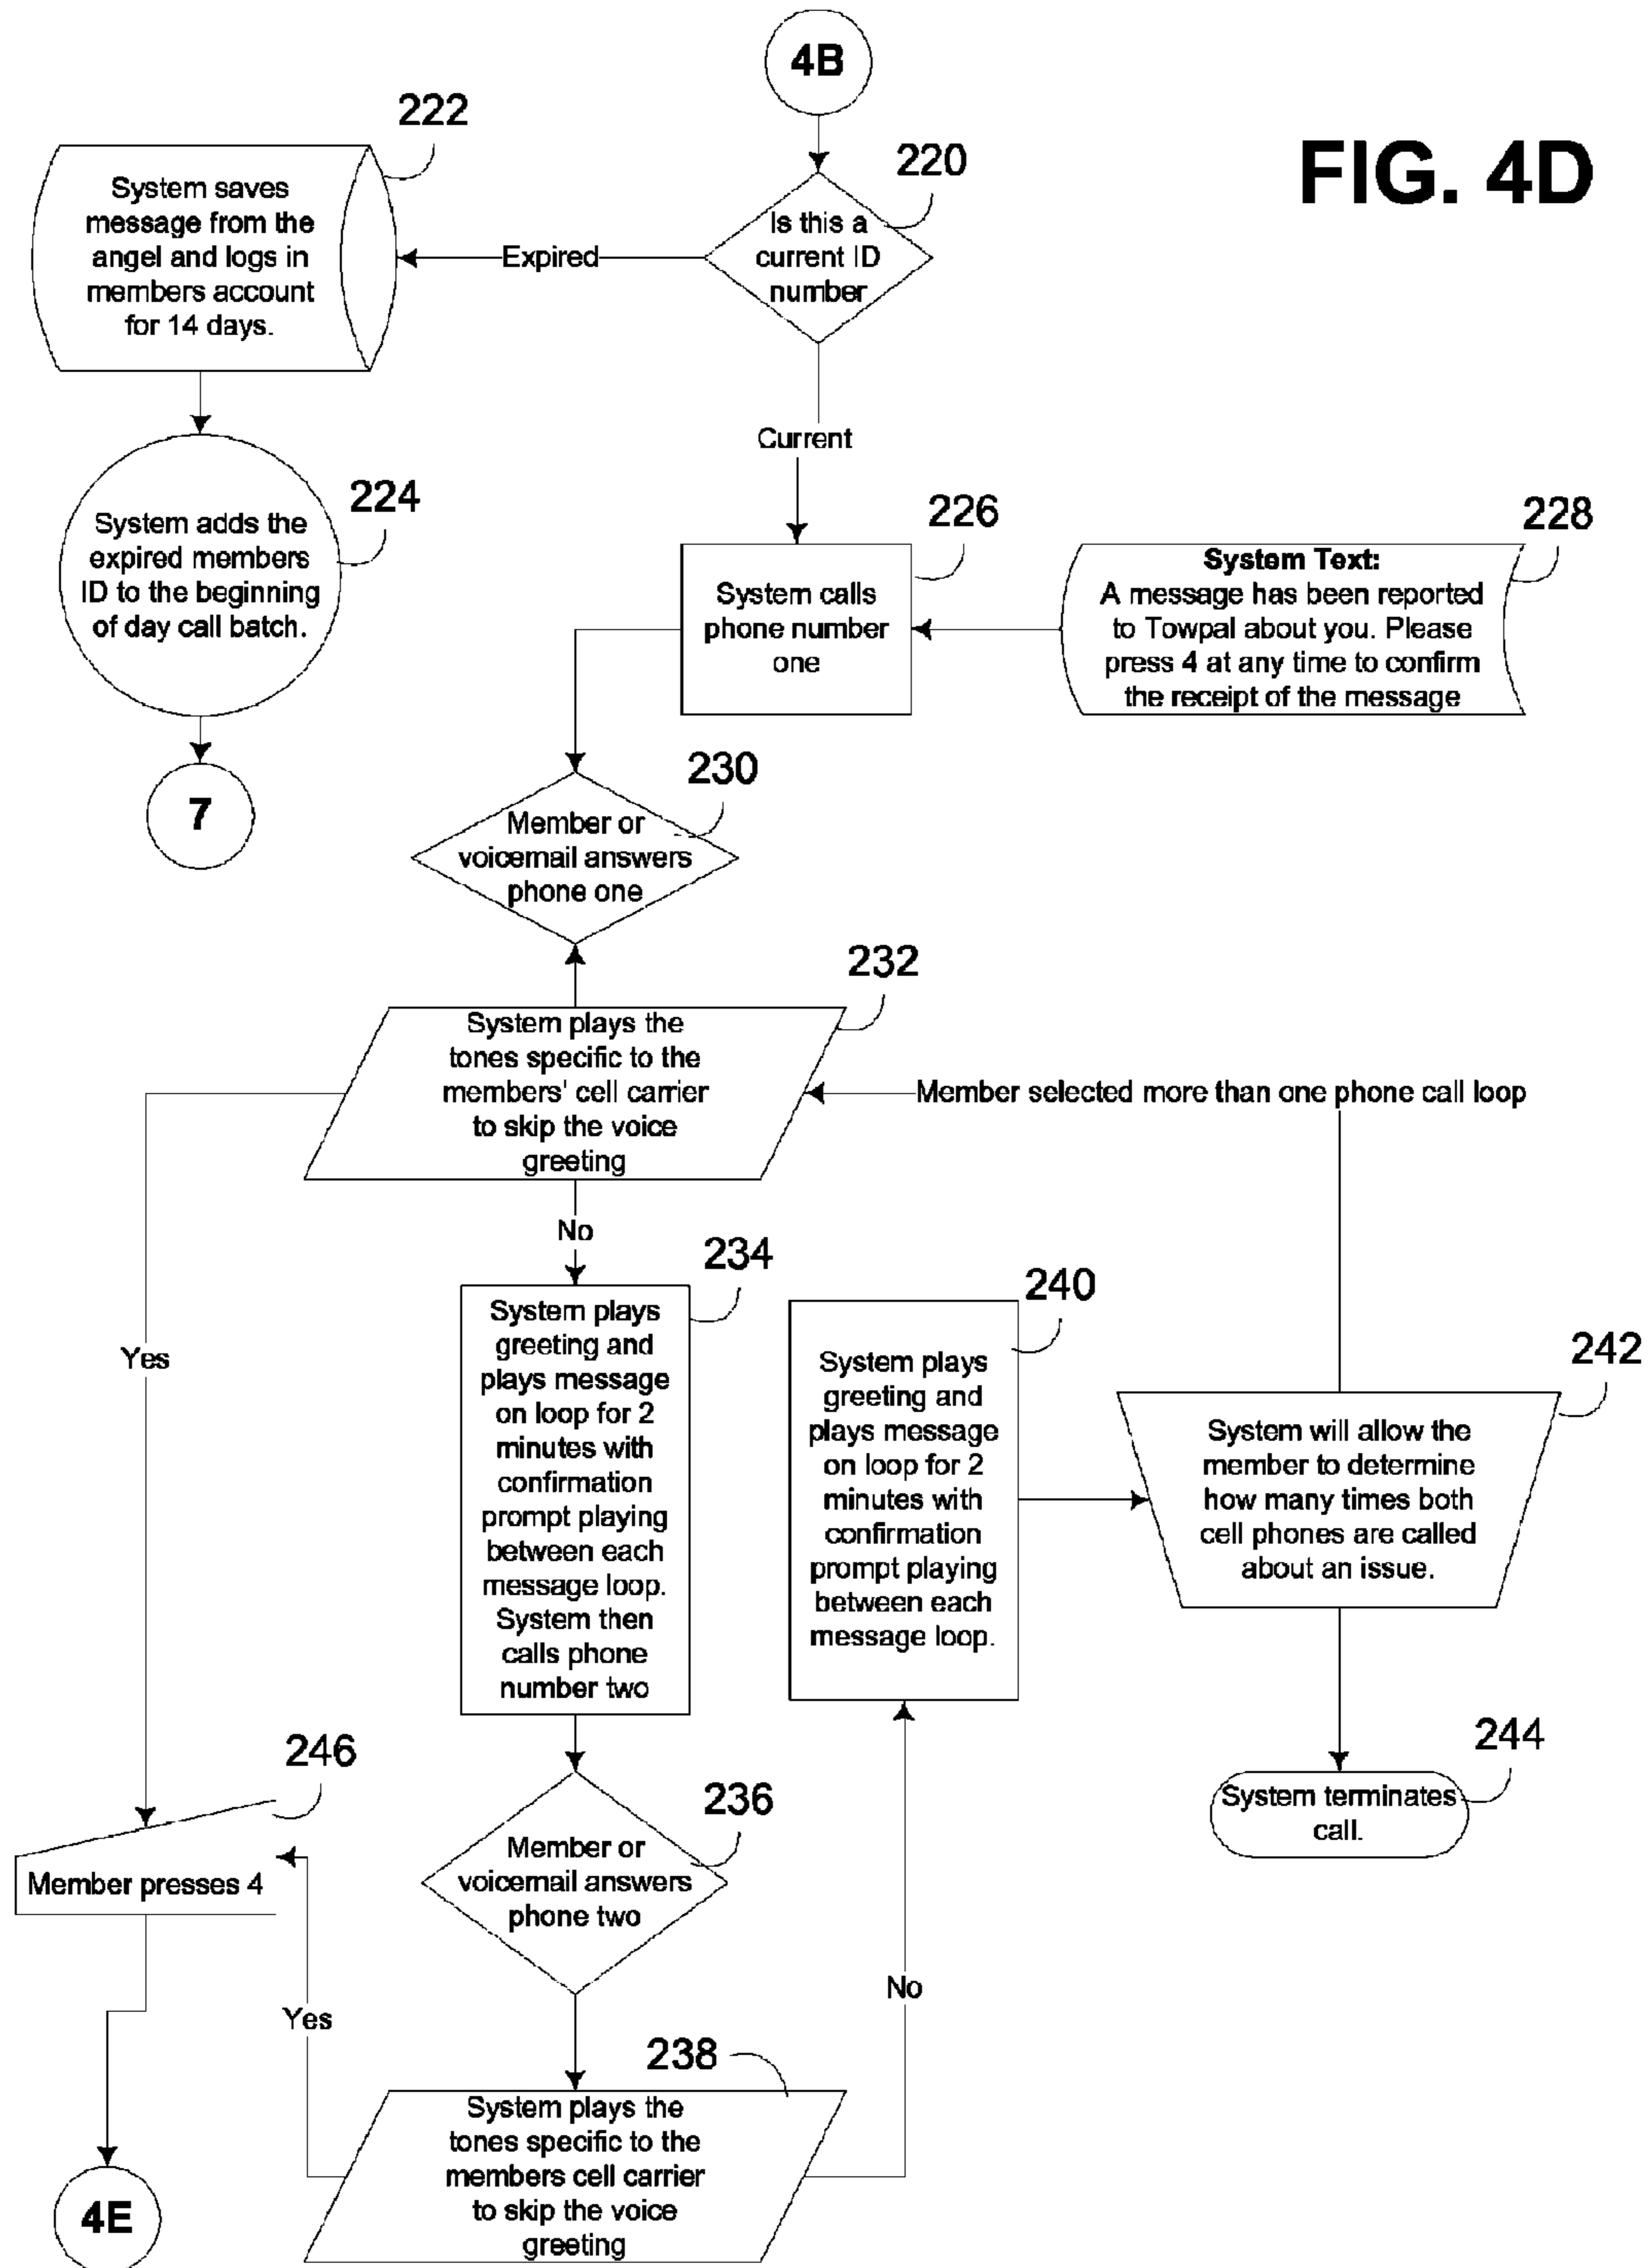 4B
FIG. 4D
222
System saves
message from the
angel and logs in
members account
for 14 days.
Expired
220
Is this a
current ID
number
Current
224
System adds the
expired members
ID to the beginning
of day call batch.
7
226
System calls
phone number
one
228
System Text:
A message has been reported
to Towpal about you. Please
press 4 at any time to confirm
the receipt of the message
230
Member or
voicemail answers
phone one
232
System plays the
tones specific to the
members' cell carrier
to skip the voice
greeting
Member selected more than one phone call loop
Yes
No
234
System plays
greeting and
plays message
on loop for 2
minutes with
confirmation
prompt playing
between each
message loop.
System then
calls phone
number two
240
System plays
greeting and
plays message
on loop for 2
minutes with
confirmation
prompt playing
between each
message loop.
242
System will allow the
member to determine
how many times both
cell phones are called
about an issue.
244
System terminates
call.
246
Member presses 4
236
Member or
voicemail answers
phone two
Yes
No
238
System plays the
tones specific to the
members cell carrier
to skip the voice
greeting
4E